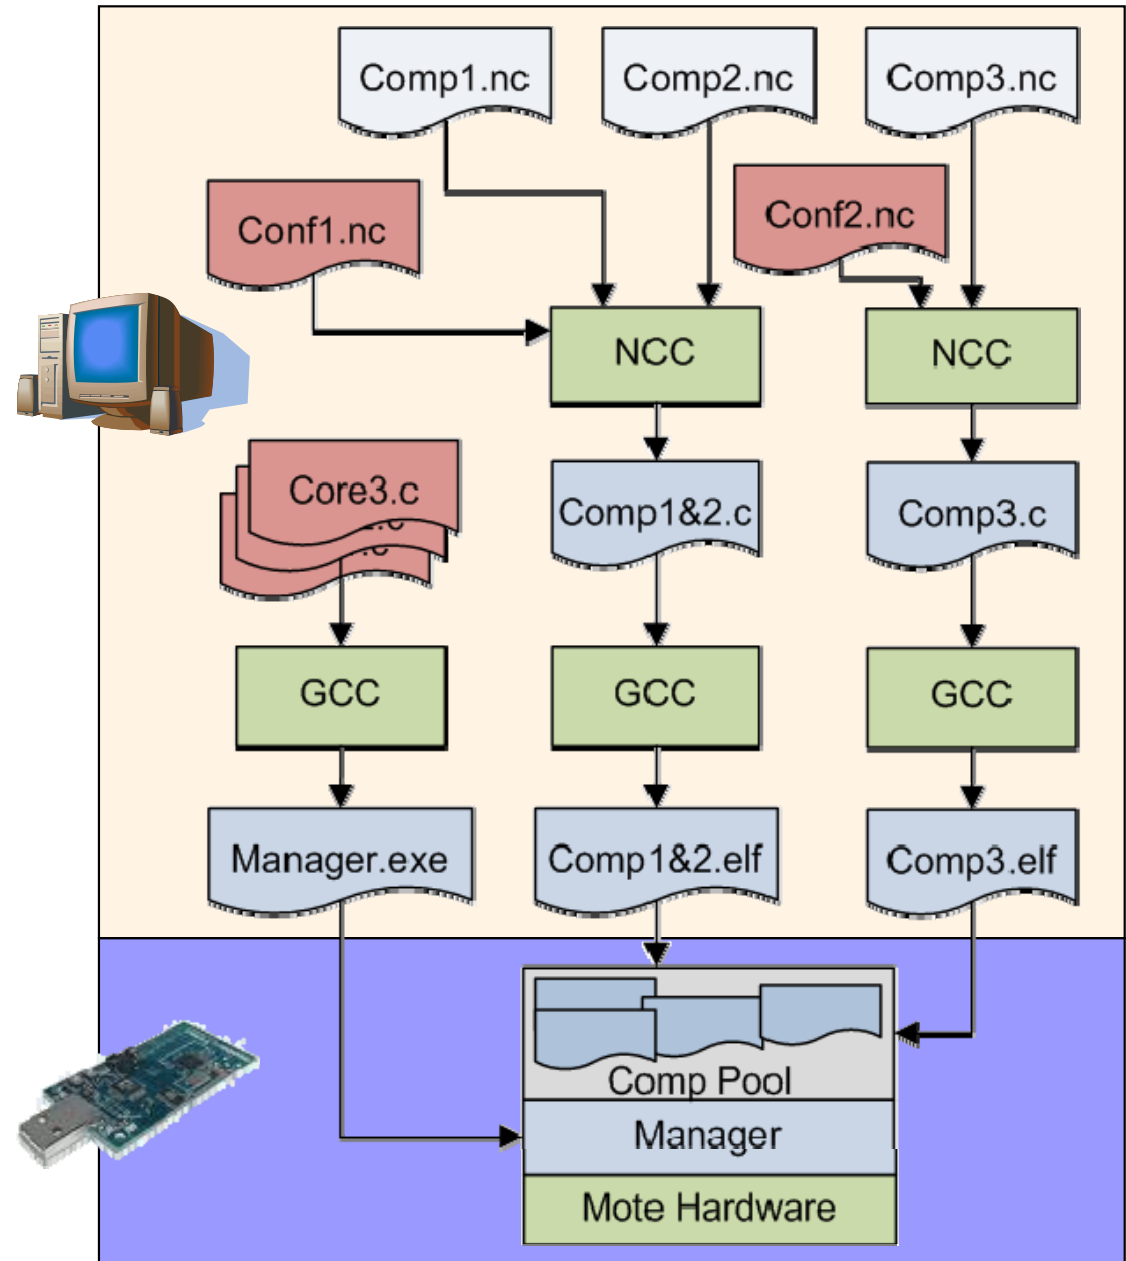 Comp1.nc
Comp2.nc
Comp3.nc
Conf1.nc
Conf2.nc
NCC
NCC
Core3.c
Comp1&2.c
Comp3.c
GCC
GCC
GCC
Manager.exe
Comp1&2.elf
Comp3.elf
Comp Pool
Manager
Mote Hardware